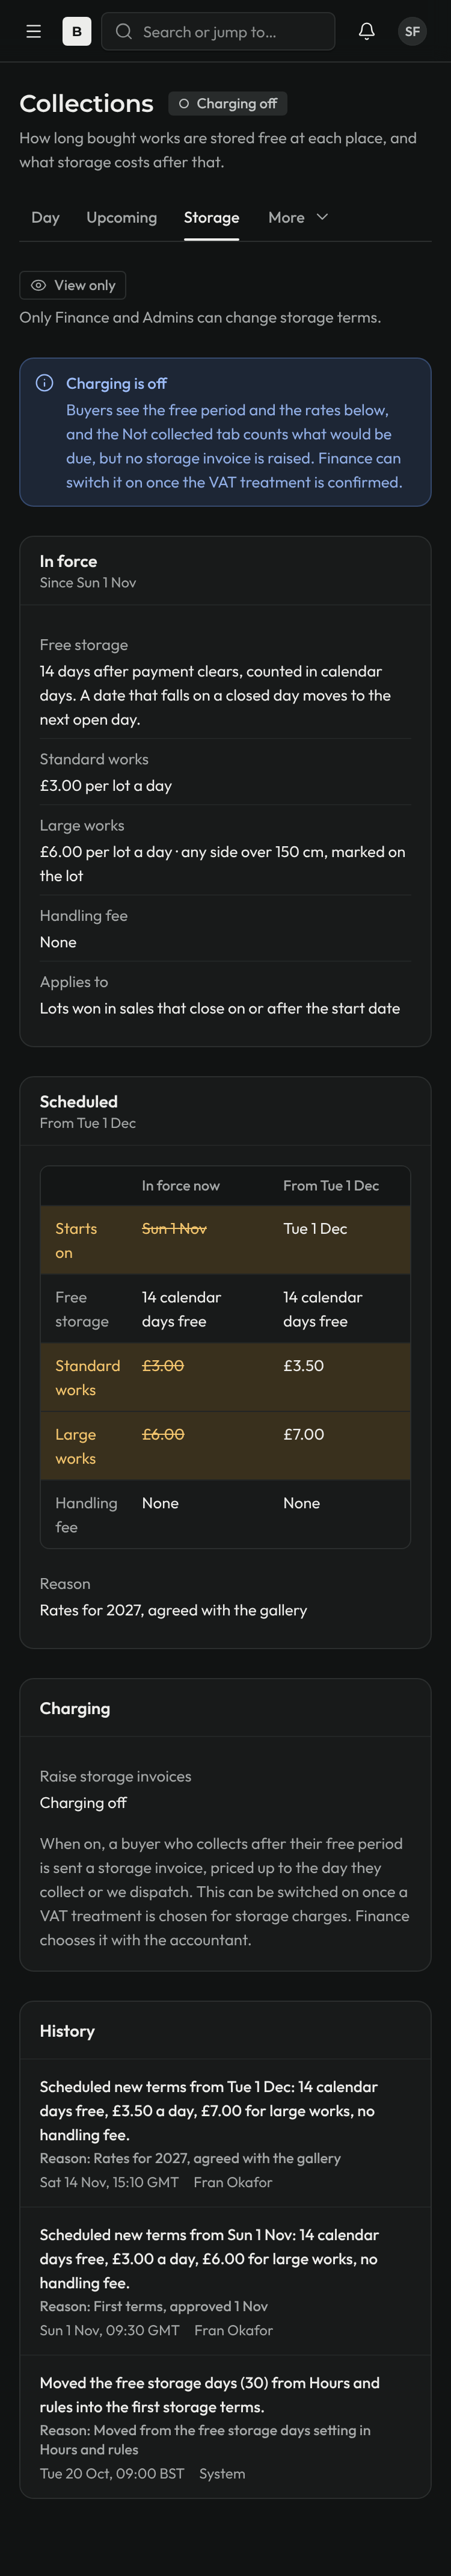 B
Search or jump to…
SF
Collections
Charging off
How long bought works are stored free at each place, and
what storage costs after that.
Day
Upcoming
Storage
More
View only
Only Finance and Admins can change storage terms.
Charging is off
Buyers see the free period and the rates below,
and the Not collected tab counts what would be
due, but no storage invoice is raised. Finance can
switch it on once the VAT treatment is confirmed.
In force
Since Sun 1 Nov
Free storage
14 days after payment clears, counted in calendar
days. A date that falls on a closed day moves to the
next open day.
Standard works
£3.00 per lot a day
Large works
£6.00 per lot a day · any side over 150 cm, marked on
the lot
Handling fee
None
Applies to
Lots won in sales that close on or after the start date
Scheduled
From Tue 1 Dec
In force now From Tue 1 Dec
Starts on Sun 1 Nov Tue 1 Dec
Free storage 14 calendar days free 14 calendar days free
Standard works £3.00 £3.50
Large works £6.00 £7.00
Handling fee None None
Reason
Rates for 2027, agreed with the gallery
Charging
Raise storage invoices
Charging off
When on, a buyer who collects after their free period
is sent a storage invoice, priced up to the day they
collect or we dispatch. This can be switched on once a
VAT treatment is chosen for storage charges. Finance
chooses it with the accountant.
History
Scheduled new terms from Tue 1 Dec: 14 calendar
days free, £3.50 a day, £7.00 for large works, no
handling fee.
Reason: Rates for 2027, agreed with the gallery
Sat 14 Nov, 15:10 GMT Fran Okafor
Scheduled new terms from Sun 1 Nov: 14 calendar
days free, £3.00 a day, £6.00 for large works, no
handling fee.
Reason: First terms, approved 1 Nov
Sun 1 Nov, 09:30 GMT Fran Okafor
Moved the free storage days (30) from Hours and
rules into the first storage terms.
Reason: Moved from the free storage days setting in
Hours and rules
Tue 20 Oct, 09:00 BST System